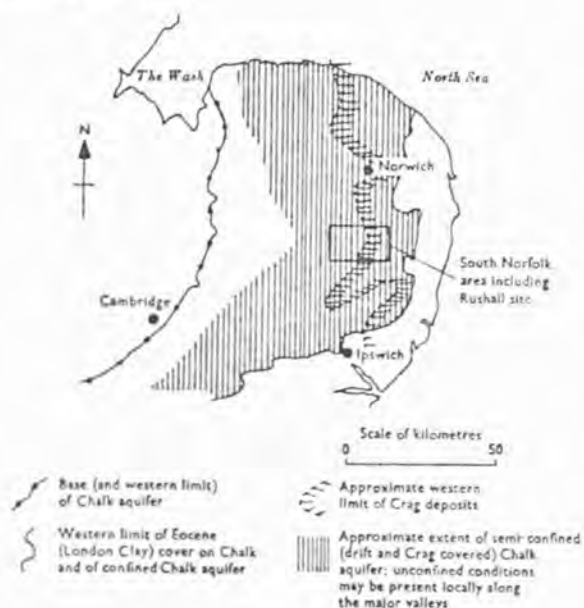 The Wash
North Sea
N
Norwich
South Norfolk
area including
Rushall site
Cambridge
Ipswich
Scale of kilometres
0 50
Base (and western limit)
of Chalk aquifer
Approximate western
limit of Crag deposits
Western limit of Eocene
(London Clay) cover on Chalk
and of confined Chalk aquifer
Approximate extent of semi-confined
(drift and Crag covered) Chalk
aquifer; unconfined conditions
may be present locally along
the major valleys